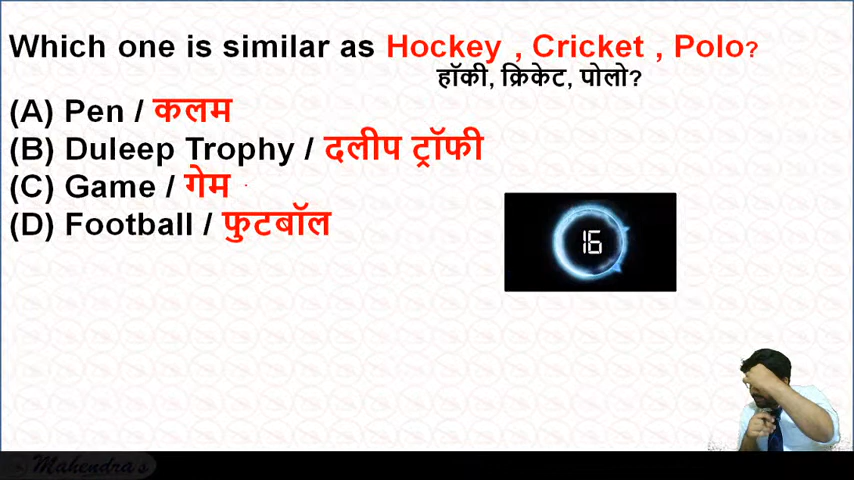 Which one is similar as Hockey , Cricket , Polo?
हॉकी, क्रिकेट, पोलो?
(A) Pen / कलम
(B) Duleep Trophy / दलीप ट्रॉफी
(C) Game / गेम
(D) Football / फुटबॉल
16
Mahendra's